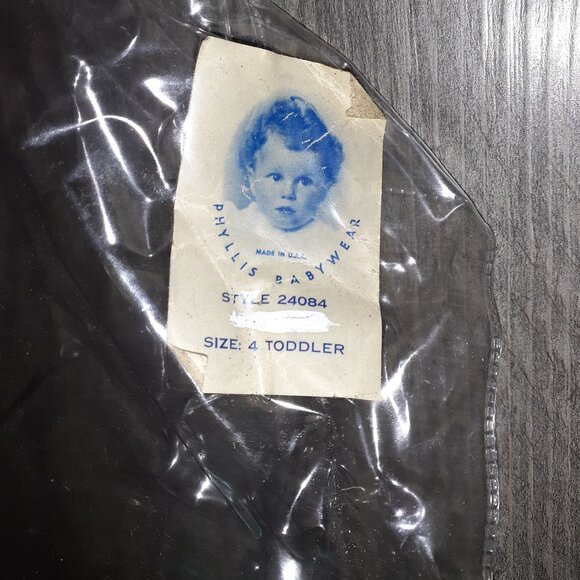 MADE IN U.S.A.
PHYLLIS BABYWEAR
STYLE 24084
SIZE: 4 TODDLER